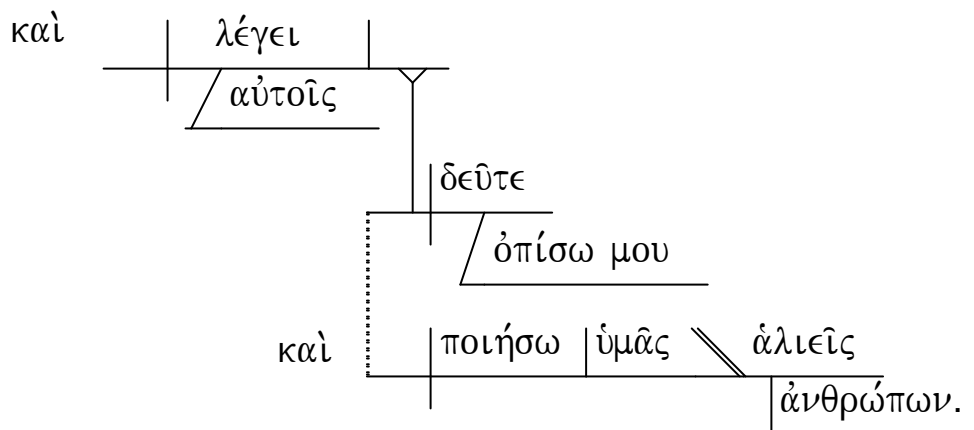 καὶ λέγει
αὐτοῖς
δεῦτε
ὀπίσω μου
καὶ ποιήσω ὑμᾶς ἁλιεῖς
ἀνθρώπων.